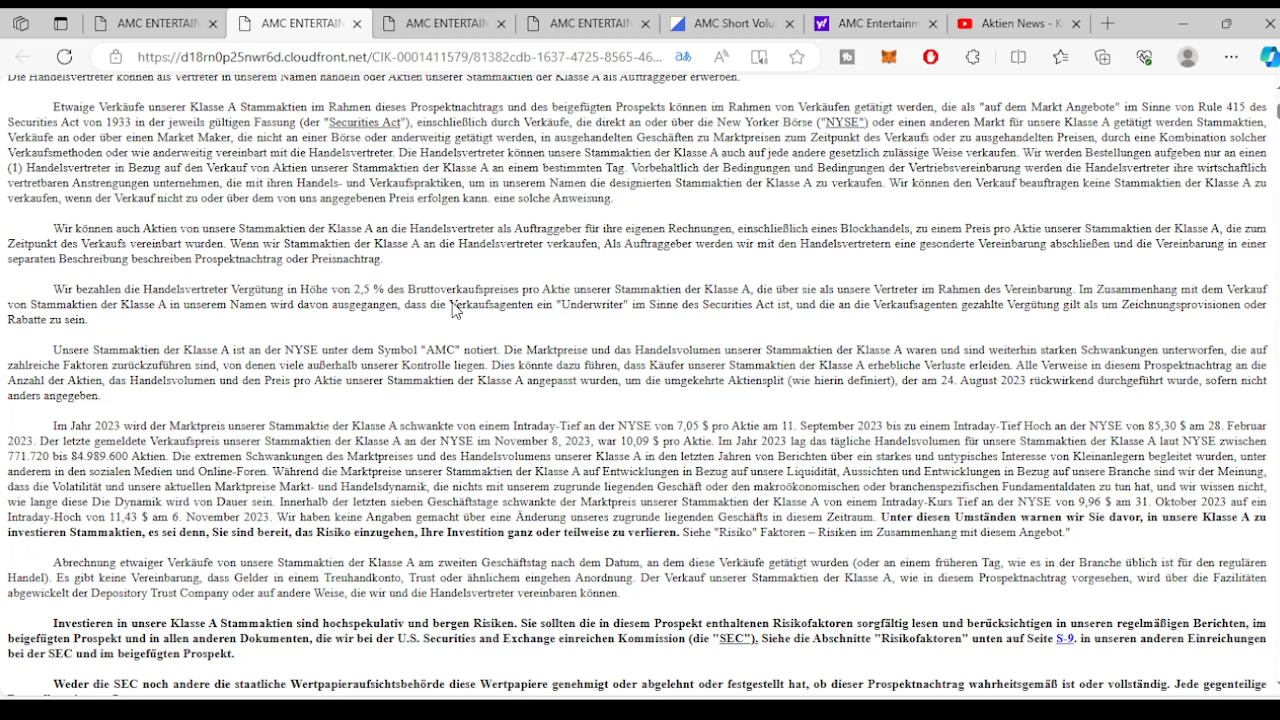 AMC ENTERTAIN
AMC ENTERTAIN
AMC ENTERTAIN
AMC ENTERTAIN
AMC Short Volu
AMC Entertainm
Aktien News - K
https://d18rn0p25nwr6d.cloudfront.net/CIK-0001411579/81382cdb-1637-4725-8565-46...
Die Handelsvertreter können als Vertreter in unserem Namen handeln oder Aktien unserer Stammaktien der Klasse A als Auftraggeber erwerben.
Etwaige Verkäufe unserer Klasse A Stammaktien im Rahmen dieses Prospektnachtrags und des beigefügten Prospekts können im Rahmen von Verkäufen getätigt werden, die als "auf dem Markt Angebote" im Sinne von Rule 415 des
Securities Act von 1933 in der jeweils gültigen Fassung (der "Securities Act"), einschließlich durch Verkäufe, die direkt an oder über die New Yorker Börse ("NYSE") oder einen anderen Markt für unsere Klasse A getätigt werden Stammaktien,
Verkäufe an oder über einen Market Maker, die nicht an einer Börse oder anderweitig getätigt werden, in ausgehandelten Geschäften zu Marktpreisen zum Zeitpunkt des Verkaufs oder zu ausgehandelten Preisen, durch eine Kombination solcher
Verkaufsmethoden oder wie anderweitig vereinbart mit die Handelsvertreter. Die Handelsvertreter können unsere Stammaktien der Klasse A auch auf jede andere gesetzlich zulässige Weise verkaufen. Wir werden Bestellungen aufgeben nur an einen
(1) Handelsvertreter in Bezug auf den Verkauf von Aktien unserer Stammaktien der Klasse A an einem bestimmten Tag. Vorbehaltlich der Bedingungen und Bedingungen der Vertriebsvereinbarung werden die Handelsvertreter ihre wirtschaftlich
vertretbaren Anstrengungen unternehmen, die mit ihren Handels- und Verkaufspraktiken, um in unserem Namen die designierten Stammaktien der Klasse A zu verkaufen. Wir können den Verkauf beauftragen keine Stammaktien der Klasse A zu
verkaufen, wenn der Verkauf nicht zu oder über dem von uns angegebenen Preis erfolgen kann. eine solche Anweisung.
Wir können auch Aktien von unsere Stammaktien der Klasse A an die Handelsvertreter als Auftraggeber für ihre eigenen Rechnungen, einschließlich eines Blockhandels, zu einem Preis pro Aktie unserer Stammaktien der Klasse A, die zum
Zeitpunkt des Verkaufs vereinbart wurden. Wenn wir Stammaktien der Klasse A an die Handelsvertreter verkaufen, Als Auftraggeber werden wir mit den Handelsvertretern eine gesonderte Vereinbarung abschließen und die Vereinbarung in einer
separaten Beschreibung beschreiben Prospektnachtrag oder Preisnachtrag.
Wir bezahlen die Handelsvertreter Vergütung in Höhe von 2,5 % des Bruttoverkaufspreises pro Aktie unserer Stammaktien der Klasse A, die über sie als unsere Vertreter im Rahmen des Vereinbarung. Im Zusammenhang mit dem Verkauf
von Stammaktien der Klasse A in unserem Namen wird davon ausgegangen, dass die Verkaufsagenten ein "Underwriter" im Sinne des Securities Act ist, und die an die Verkaufsagenten gezahlte Vergütung gilt als um Zeichnungsprovisionen oder
Rabatte zu sein.
Unsere Stammaktien der Klasse A ist an der NYSE unter dem Symbol "AMC" notiert. Die Marktpreise und das Handelsvolumen unserer Stammaktien der Klasse A waren und sind weiterhin starken Schwankungen unterworfen, die auf
zahlreiche Faktoren zurückzuführen sind, von denen viele außerhalb unserer Kontrolle liegen. Dies könnte dazu führen, dass Käufer unserer Stammaktien der Klasse A erhebliche Verluste erleiden. Alle Verweise in diesem Prospektnachtrag an die
Anzahl der Aktien, das Handelsvolumen und den Preis pro Aktie unserer Stammaktien der Klasse A angepasst wurden, um die umgekehrte Aktiensplit (wie hierin definiert), der am 24. August 2023 rückwirkend durchgeführt wurde, sofern nicht
anders angegeben.
Im Jahr 2023 wird der Marktpreis unserer Stammaktie der Klasse A schwankte von einem Intraday-Tief an der NYSE von 7,05 $ pro Aktie am 11. September 2023 bis zu einem Intraday-Tief Hoch an der NYSE von 85,30 $ am 28. Februar
2023. Der letzte gemeldete Verkaufspreis unserer Stammaktien der Klasse A an der NYSE im November 8, 2023, war 10,09 $ pro Aktie. Im Jahr 2023 lag das tägliche Handelsvolumen für unsere Stammaktien der Klasse A laut NYSE zwischen
771.720 bis 84.989.600 Aktien. Die extremen Schwankungen des Marktpreises und des Handelsvolumens unserer Klasse A in den letzten Jahren von Berichten über ein starkes und untypisches Interesse von Kleinanlegern begleitet wurden, unter
anderem in den sozialen Medien und Online-Foren. Während die Marktpreise unserer Stammaktien der Klasse A auf Entwicklungen in Bezug auf unsere Liquidität, Aussichten und Entwicklungen in Bezug auf unsere Branche sind wir der Meinung,
dass die Volatilität und unsere aktuellen Marktpreise Markt- und Handelsdynamik, die nichts mit unserem zugrunde liegenden Geschäft oder den makroökonomischen oder branchenspezifischen Fundamentaldaten zu tun hat, und wir wissen nicht,
wie lange diese Die Dynamik wird von Dauer sein. Innerhalb der letzten sieben Geschäftstage schwankte der Marktpreis unserer Stammaktien der Klasse A von einem Intraday-Kurs Tief an der NYSE von 9,96 $ am 31. Oktober 2023 auf ein
Intraday-Hoch von 11,43 $ am 6. November 2023. Wir haben keine Angaben gemacht über eine Änderung unseres zugrunde liegenden Geschäfts in diesem Zeitraum. Unter diesen Umständen warnen wir Sie davor, in unsere Klasse A zu
investieren Stammaktien, es sei denn, Sie sind bereit, das Risiko einzugehen, Ihre Investition ganz oder teilweise zu verlieren. Siehe "Risiko" Faktoren – Risiken im Zusammenhang mit diesem Angebot."
Abrechnung etwaiger Verkäufe von unsere Stammaktien der Klasse A am zweiten Geschäftstag nach dem Datum, an dem diese Verkäufe getätigt wurden (oder an einem früheren Tag, wie es in der Branche üblich ist für den regulären
Handel). Es gibt keine Vereinbarung, dass Gelder in einem Treuhandkonto, Trust oder ähnlichem eingehen Anordnung. Der Verkauf unserer Stammaktien der Klasse A, wie in diesem Prospektnachtrag vorgesehen, wird über die Fazilitäten
abgewickelt der Depository Trust Company oder auf andere Weise, die wir und die Handelsvertreter vereinbaren können.
Investieren in unsere Klasse A Stammaktien sind hochspekulativ und bergen Risiken. Sie sollten die in diesem Prospekt enthaltenen Risikofaktoren sorgfältig lesen und berücksichtigen in unseren regelmäßigen Berichten, im
beigefügten Prospekt und in allen anderen Dokumenten, die wir bei der U.S. Securities and Exchange einreichen Kommission (die "SEC"). Siehe die Abschnitte "Risikofaktoren" unten auf Seite S-9, in unseren anderen Einreichungen
bei der SEC und im beigefügten Prospekt.
Weder die SEC noch andere die staatliche Wertpapieraufsichtsbehörde diese Wertpapiere genehmigt oder abgelehnt oder festgestellt hat, ob dieser Prospektnachtrag wahrheitsgemäß ist oder vollständig. Jede gegenteilige